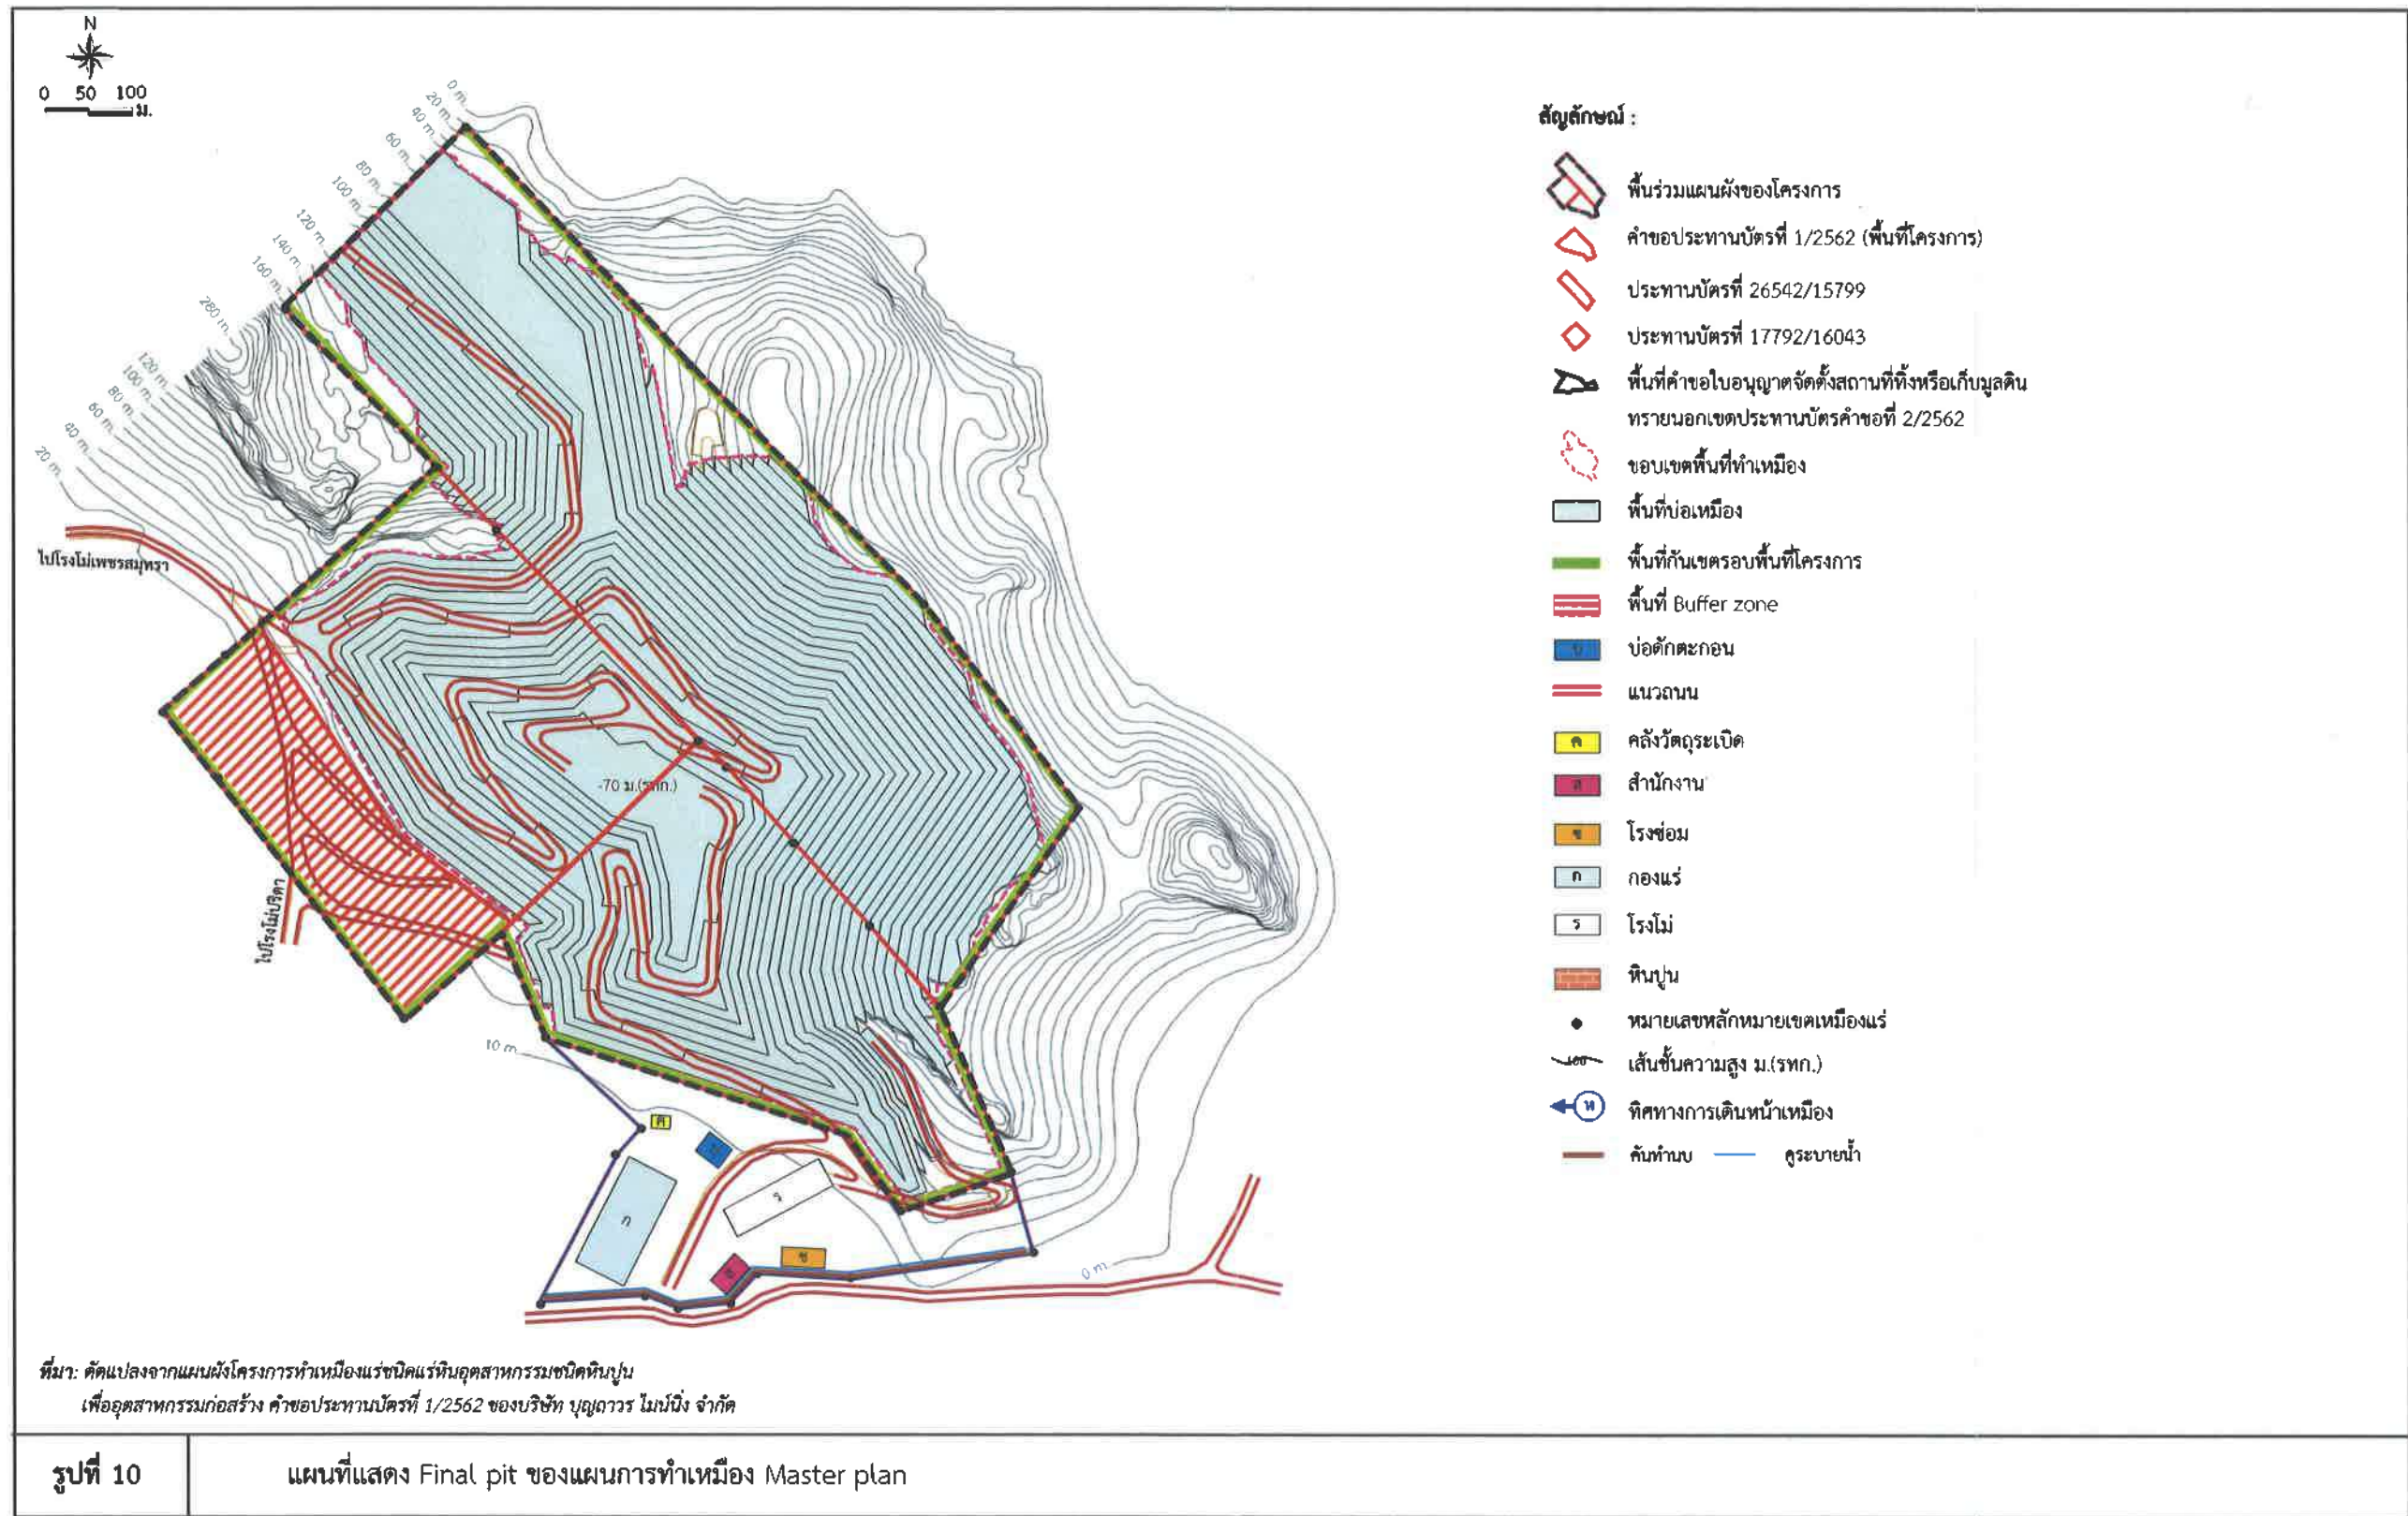 N
0 50 100
ม.
0 m.
20 m.
40 m.
60 m.
80 m.
100 m.
120 m.
140 m.
160 m.
280 m.
120 m.
100 m.
80 m.
60 m.
40 m.
20 m.
ไปโรงโม่เพชรสมุทรา
ไปโรงโม่ปริดา
-70 ม.(รทก.)
10 m.
ค
บ
ก
ร
ช
ส
0 m.
สัญลักษณ์ :
พื้นร่วมแผนผังของโครงการ
คำขอประทานบัตรที่ 1/2562 (พื้นที่โครงการ)
ประทานบัตรที่ 26542/15799
ประทานบัตรที่ 17792/16043
พื้นที่คำขอใบอนุญาตจัดตั้งสถานที่ทิ้งหรือเก็บมูลดิน
ทรายนอกเขตประทานบัตรคำขอที่ 2/2562
ขอบเขตพื้นที่ทำเหมือง
พื้นที่บ่อเหมือง
พื้นที่กันเขตรอบพื้นที่โครงการ
พื้นที่ Buffer zone
บ บ่อดักตะกอน
แนวถนน
ค คลังวัตถุระเบิด
ส สำนักงาน
ช โรงซ่อม
ก กองแร่
ร โรงโม่
หินปูน
หมายเลขหลักหมายเขตเหมืองแร่
100 เส้นชั้นความสูง ม.(รทก.)
ห ทิศทางการเดินหน้าเหมือง
คันทำนบ คูระบายน้ำ
ที่มา: ดัดแปลงจากแผนผังโครงการทำเหมืองแร่ชนิดแร่หินอุตสาหกรรมชนิดหินปูน
เพื่ออุตสาหกรรมก่อสร้าง คำขอประทานบัตรที่ 1/2562 ของบริษัท บุญถาวร ไมน์นิ่ง จำกัด
รูปที่ 10 แผนที่แสดง Final pit ของแผนการทำเหมือง Master plan